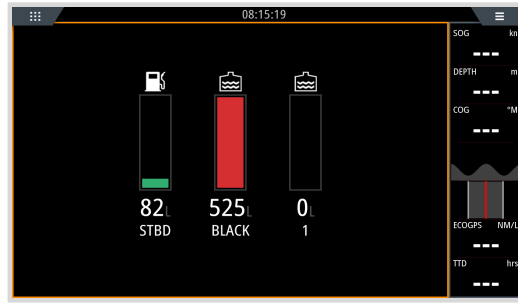 08:15:19
82L 525L 0L
STBD BLACK 1
SOG kn
---
DEPTH m
---
COG °M
---
ECOGPS NM/L
---
TTD hrs
---